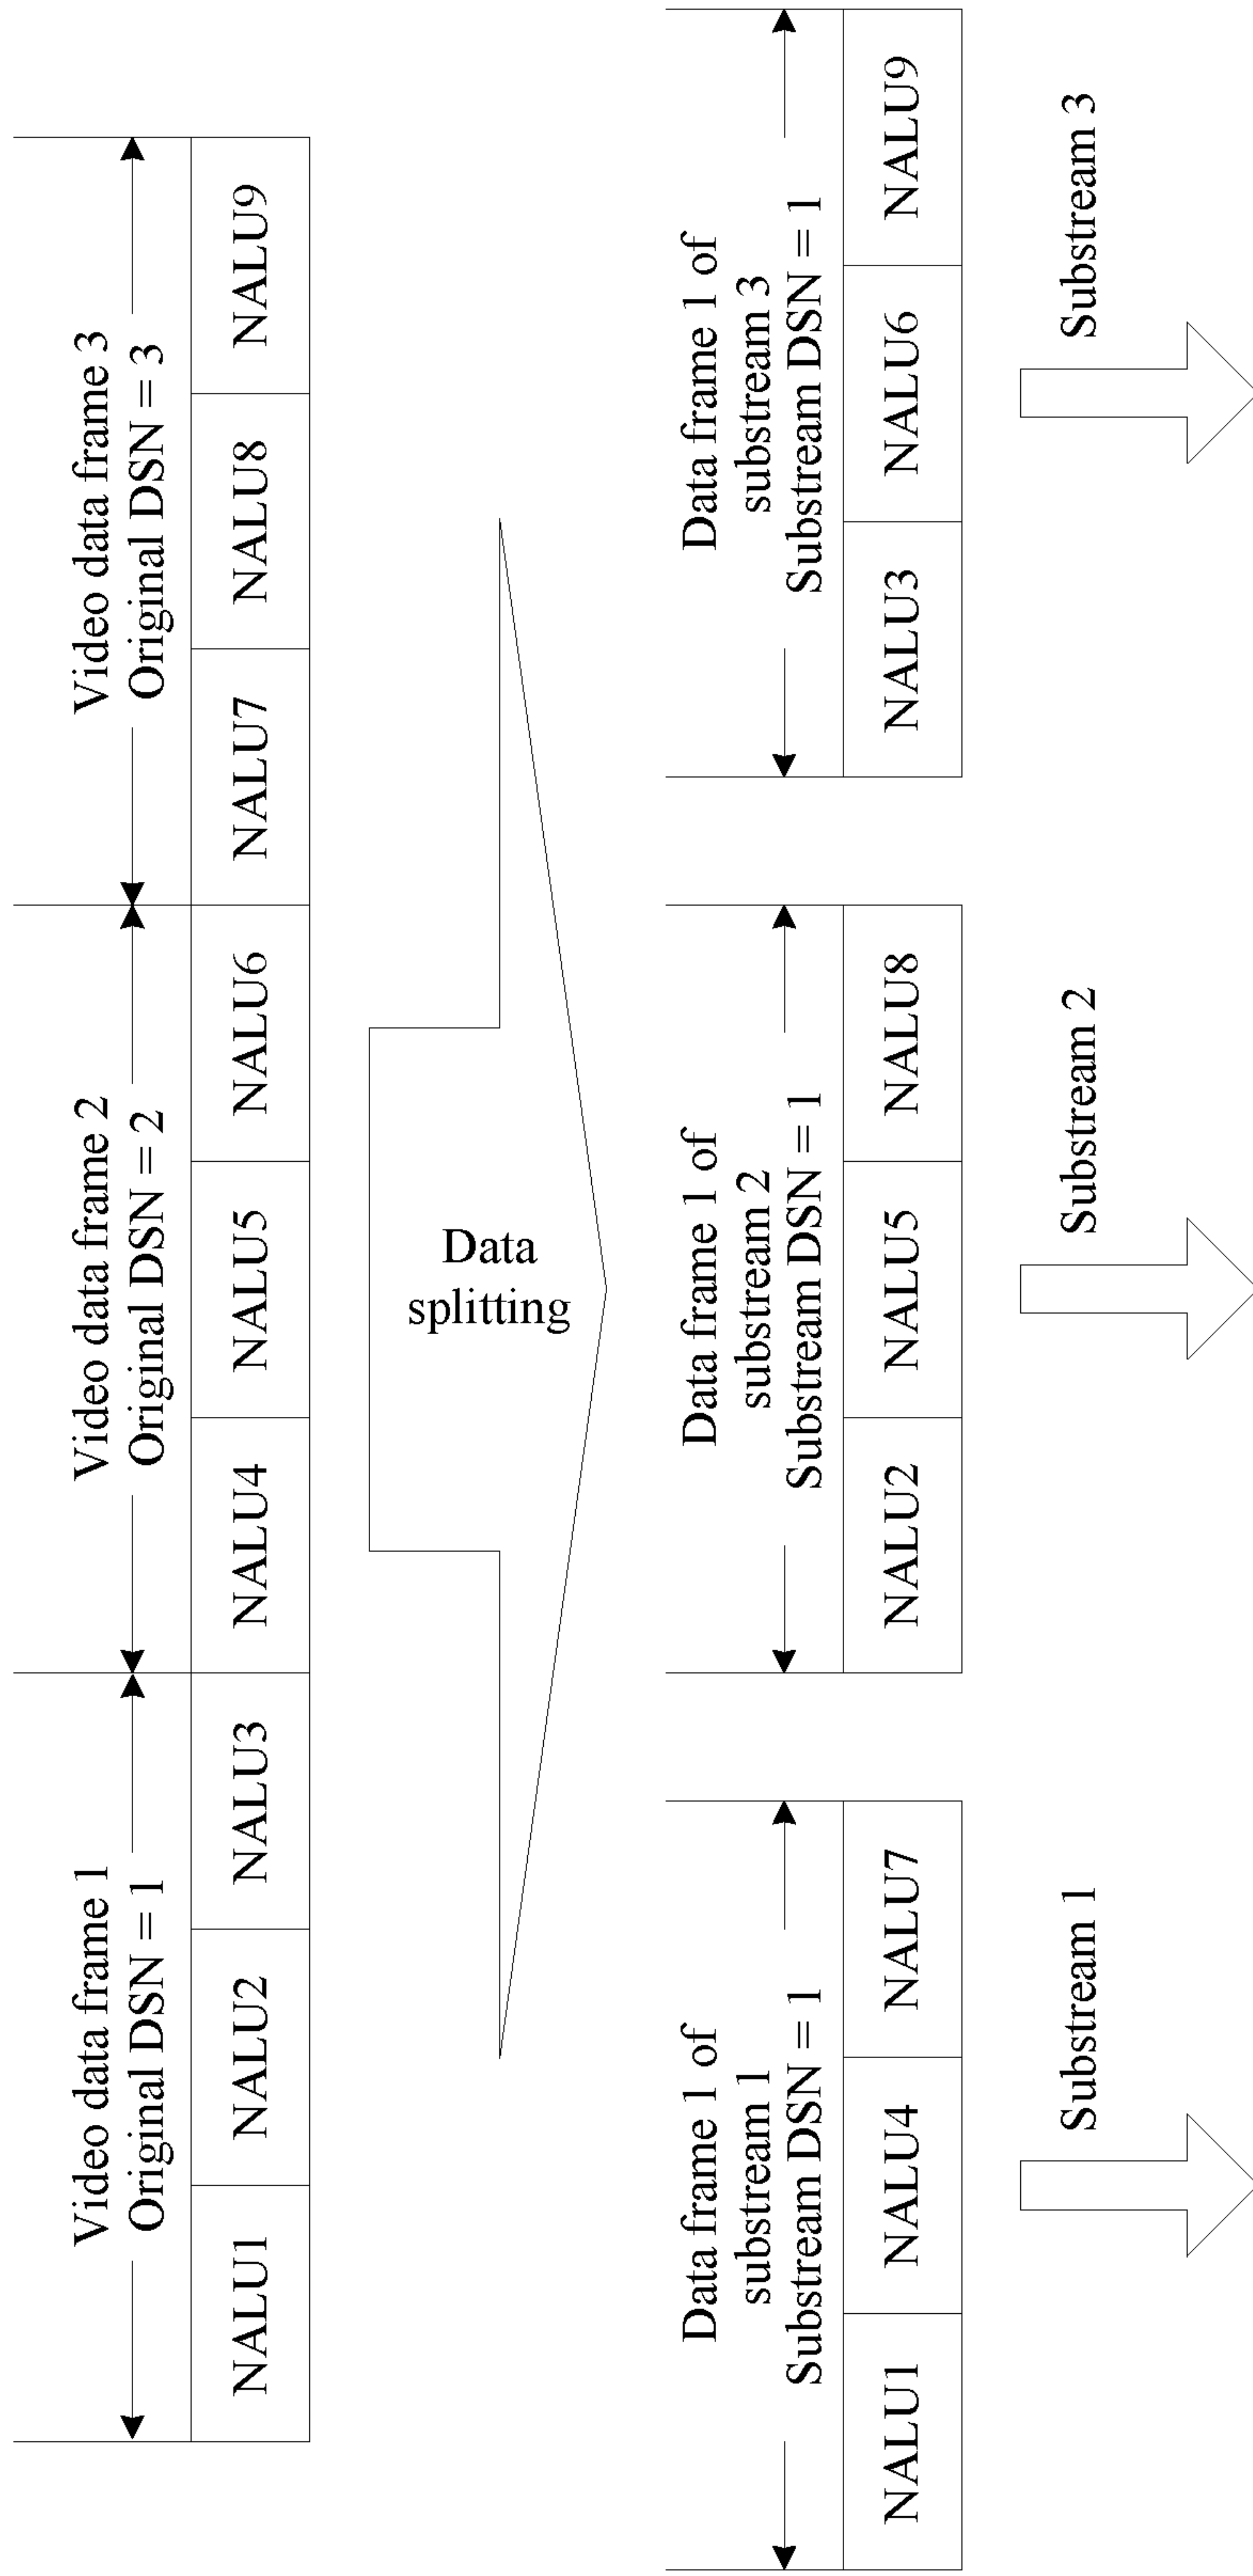 Video data frame 1
Original DSN = 1
Video data frame 2
Original DSN = 2
Video data frame 3
Original DSN = 3
NALU1
NALU2
NALU3
NALU4
NALU5
NALU6
NALU7
NALU8
NALU9
Data
splitting
Data frame 1 of
substream 1
Substream DSN = 1
NALU1
NALU4
NALU7
Data frame 1 of
substream 2
Substream DSN = 1
NALU2
NALU5
NALU8
Data frame 1 of
substream 3
Substream DSN = 1
NALU3
NALU6
NALU9
Substream 1
Substream 2
Substream 3